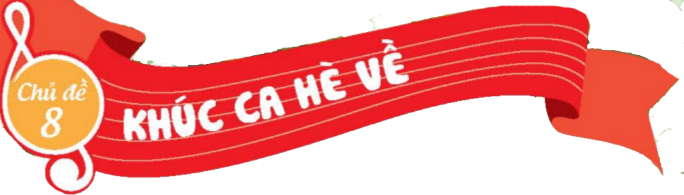 Chủ đề
8
KHÚC CA HÈ VỀ